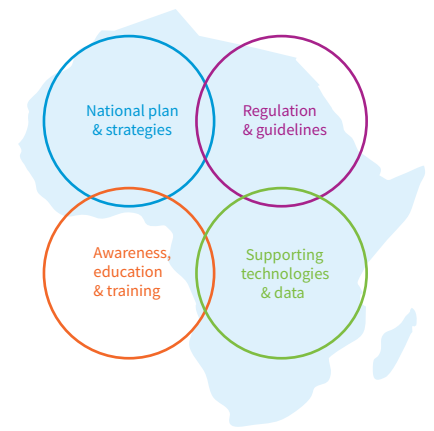 National plan
& strategies
Regulation
& guidelines
Awareness,
education
& training
Supporting
technologies
& data